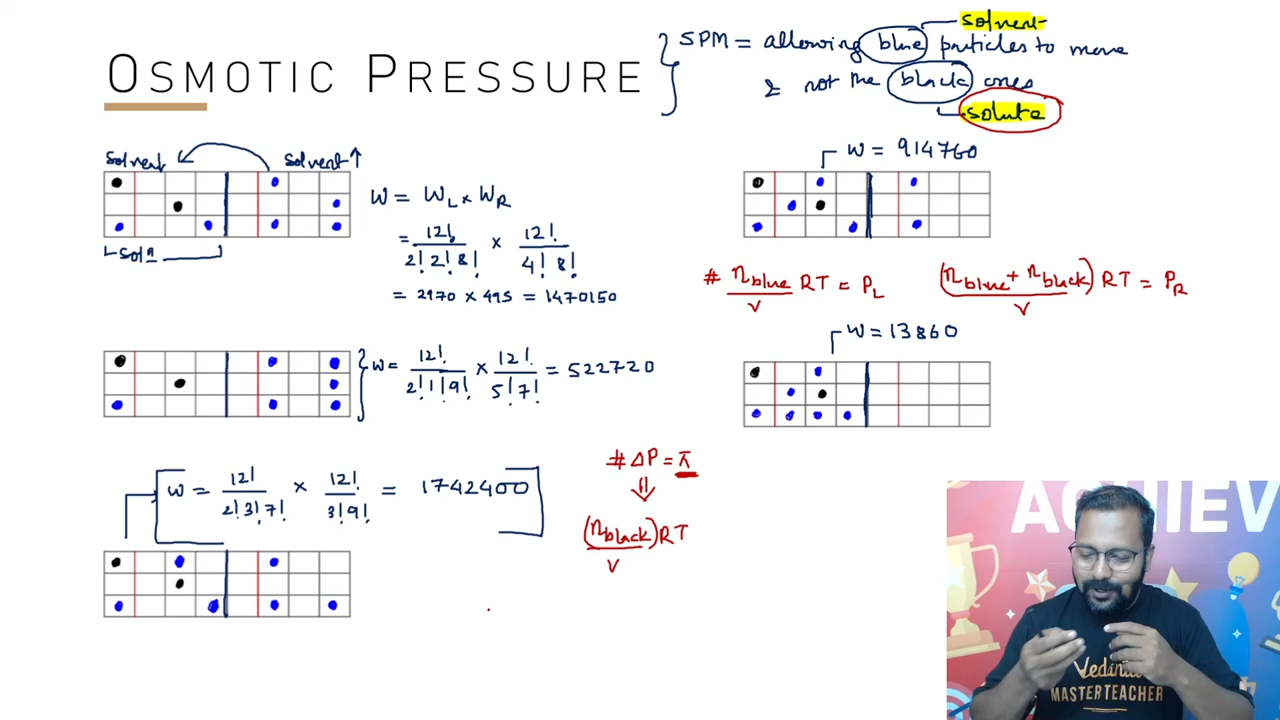 OSMOTIC PRESSURE
SPM = allowing blue particles to move
& not the black ones
solvent
solute
solvent
solvent↑
Solⁿ
W = W_L × W_R
= 12!/(2! 2! 8!) × 12!/(4! 8!)
= 2970 × 495 = 1470150
W = 12!/(2! 1! 9!) × 12!/(5! 7!) = 522720
W = 12!/(2! 3! 7!) × 12!/(3! 9!) = 1742400
W = 914760
# n_blue/V RT = P_L
(n_blue + n_black)/V RT = P_R
W = 13860
# ΔP = π
⇓
(n_black)/V RT
ACHIEV
Vedantu
MASTERTEACHER